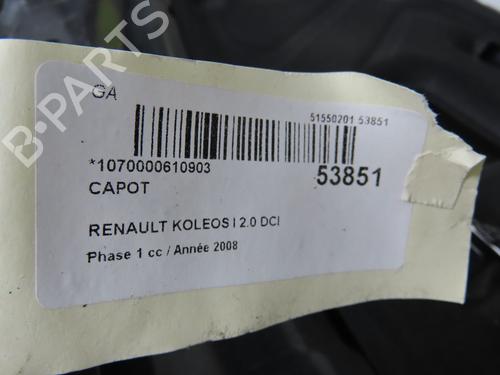 GA
51550201 53851
*1070000610903
53851
CAPOT
RENAULT KOLEOS I 2.0 DCI
Phase 1 cc / Année 2008
B-PARTS